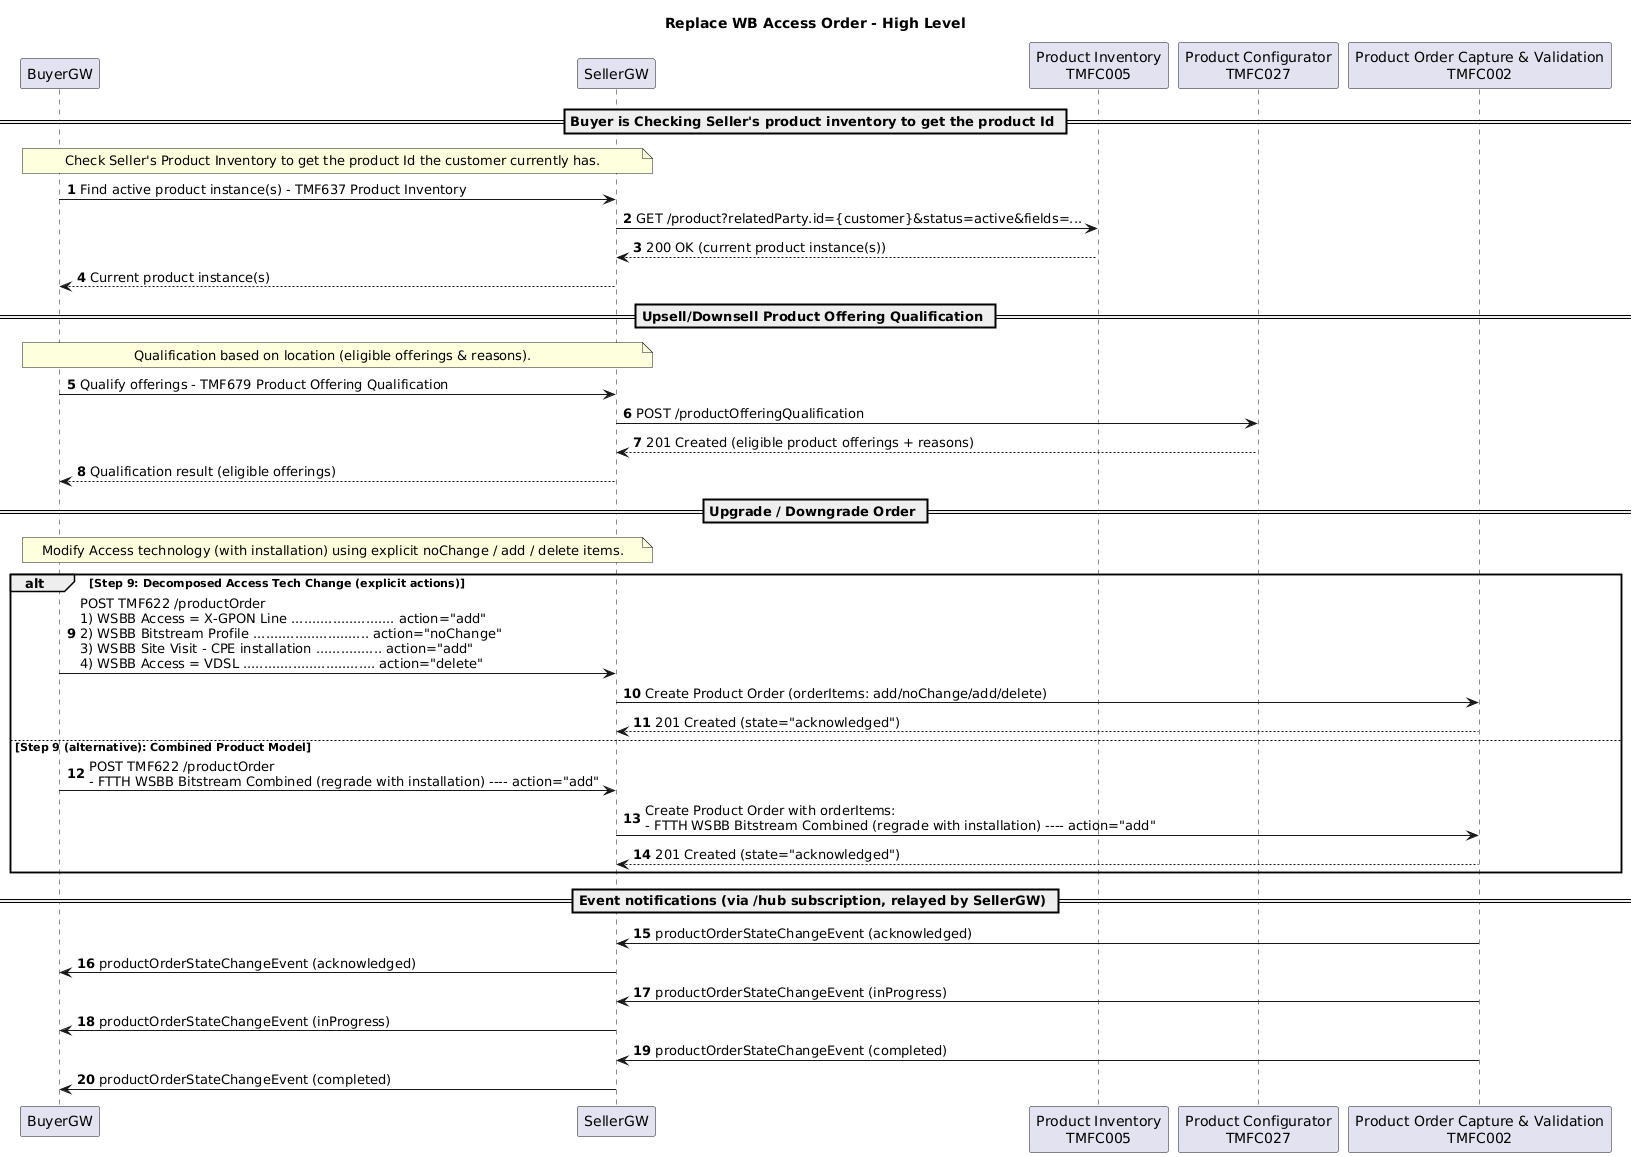 Replace WB Access Order - High Level
BuyerGW
SellerGW
Product Inventory
TMFC005
Product Configurator
TMFC027
Product Order Capture & Validation
TMFC002
Buyer is Checking Seller's product inventory to get the product Id
Check Seller's Product Inventory to get the product Id the customer currently has.
1 Find active product instance(s) - TMF637 Product Inventory
2 GET /product?relatedParty.id={customer}&status=active&fields=...
3 200 OK (current product instance(s))
4 Current product instance(s)
Upsell/Downsell Product Offering Qualification
Qualification based on location (eligible offerings & reasons).
5 Qualify offerings - TMF679 Product Offering Qualification
6 POST /productOfferingQualification
7 201 Created (eligible product offerings + reasons)
8 Qualification result (eligible offerings)
Upgrade / Downgrade Order
Modify Access technology (with installation) using explicit noChange / add / delete items.
alt [Step 9: Decomposed Access Tech Change (explicit actions)]
POST TMF622 /productOrder
1) WSBB Access = X-GPON Line ......................... action="add"
9 2) WSBB Bitstream Profile ............................ action="noChange"
3) WSBB Site Visit - CPE installation ................ action="add"
4) WSBB Access = VDSL ................................ action="delete"
10 Create Product Order (orderItems: add/noChange/add/delete)
11 201 Created (state="acknowledged")
[Step 9 (alternative): Combined Product Model]
12 POST TMF622 /productOrder
- FTTH WSBB Bitstream Combined (regrade with installation) ---- action="add"
13 Create Product Order with orderItems:
- FTTH WSBB Bitstream Combined (regrade with installation) ---- action="add"
14 201 Created (state="acknowledged")
Event notifications (via /hub subscription, relayed by SellerGW)
15 productOrderStateChangeEvent (acknowledged)
16 productOrderStateChangeEvent (acknowledged)
17 productOrderStateChangeEvent (inProgress)
18 productOrderStateChangeEvent (inProgress)
19 productOrderStateChangeEvent (completed)
20 productOrderStateChangeEvent (completed)
BuyerGW
SellerGW
Product Inventory
TMFC005
Product Configurator
TMFC027
Product Order Capture & Validation
TMFC002